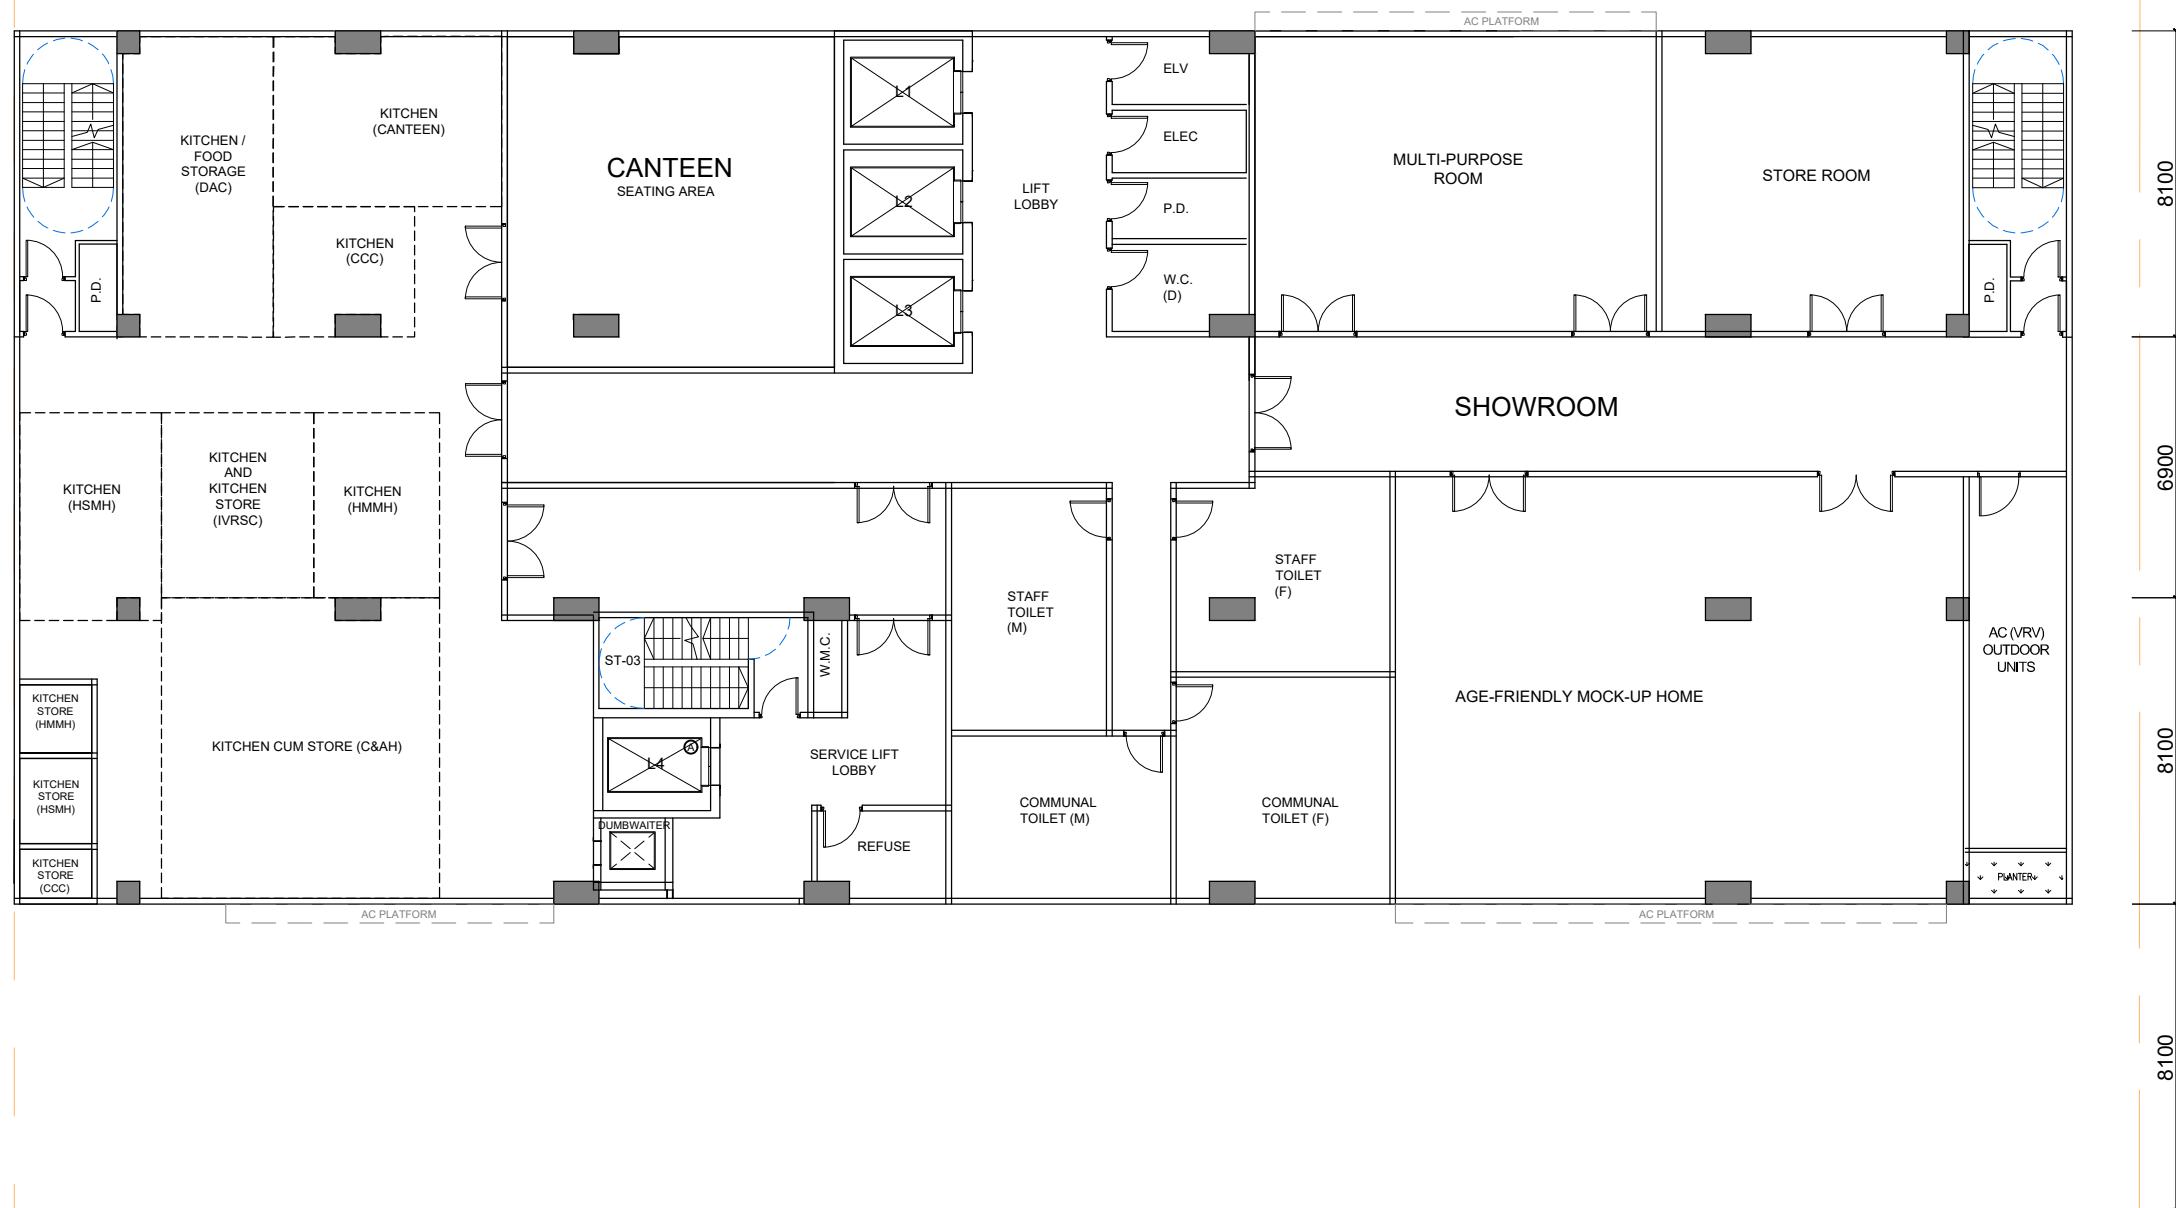 AC PLATFORM
ELV
KITCHEN
(CANTEEN)
KITCHEN /
FOOD
STORAGE
(DAC)
CANTEEN
SEATING AREA
L1
ELEC
MULTI-PURPOSE
ROOM
STORE ROOM
8100
L2
LIFT
LOBBY
P.D.
KITCHEN
(CCC)
W.C.
(D)
P.D.
L3
P.D.
SHOWROOM
6900
KITCHEN
(HSMH)
KITCHEN
AND
KITCHEN
STORE
(IVRSC)
KITCHEN
(HMMH)
STAFF
TOILET
(F)
STAFF
TOILET
(M)
AC (VRV)
OUTDOOR
UNITS
ST-03
W.M.C.
KITCHEN
STORE
(HMMH)
AGE-FRIENDLY MOCK-UP HOME
KITCHEN CUM STORE (C&AH)
L4
A
SERVICE LIFT
LOBBY
8100
KITCHEN
STORE
(HSMH)
COMMUNAL
TOILET (M)
COMMUNAL
TOILET (F)
DUMBWAITER
REFUSE
KITCHEN
STORE
(CCC)
PLANTER
AC PLATFORM
AC PLATFORM
8100